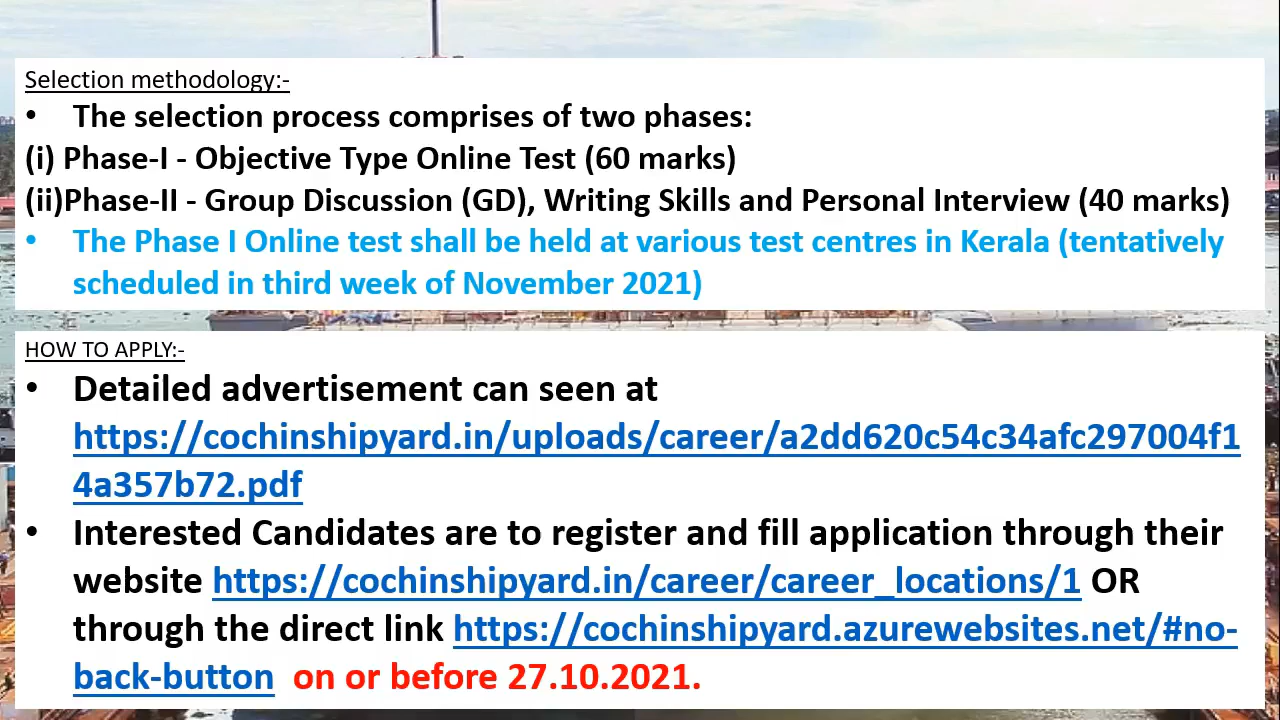 Selection methodology:-
• The selection process comprises of two phases:
(i) Phase-I - Objective Type Online Test (60 marks)
(ii)Phase-II - Group Discussion (GD), Writing Skills and Personal Interview (40 marks)
• The Phase I Online test shall be held at various test centres in Kerala (tentatively
scheduled in third week of November 2021)
HOW TO APPLY:-
• Detailed advertisement can seen at
https://cochinshipyard.in/uploads/career/a2dd620c54c34afc297004f1
4a357b72.pdf
• Interested Candidates are to register and fill application through their
website https://cochinshipyard.in/career/career_locations/1 OR
through the direct link https://cochinshipyard.azurewebsites.net/#no-
back-button on or before 27.10.2021.